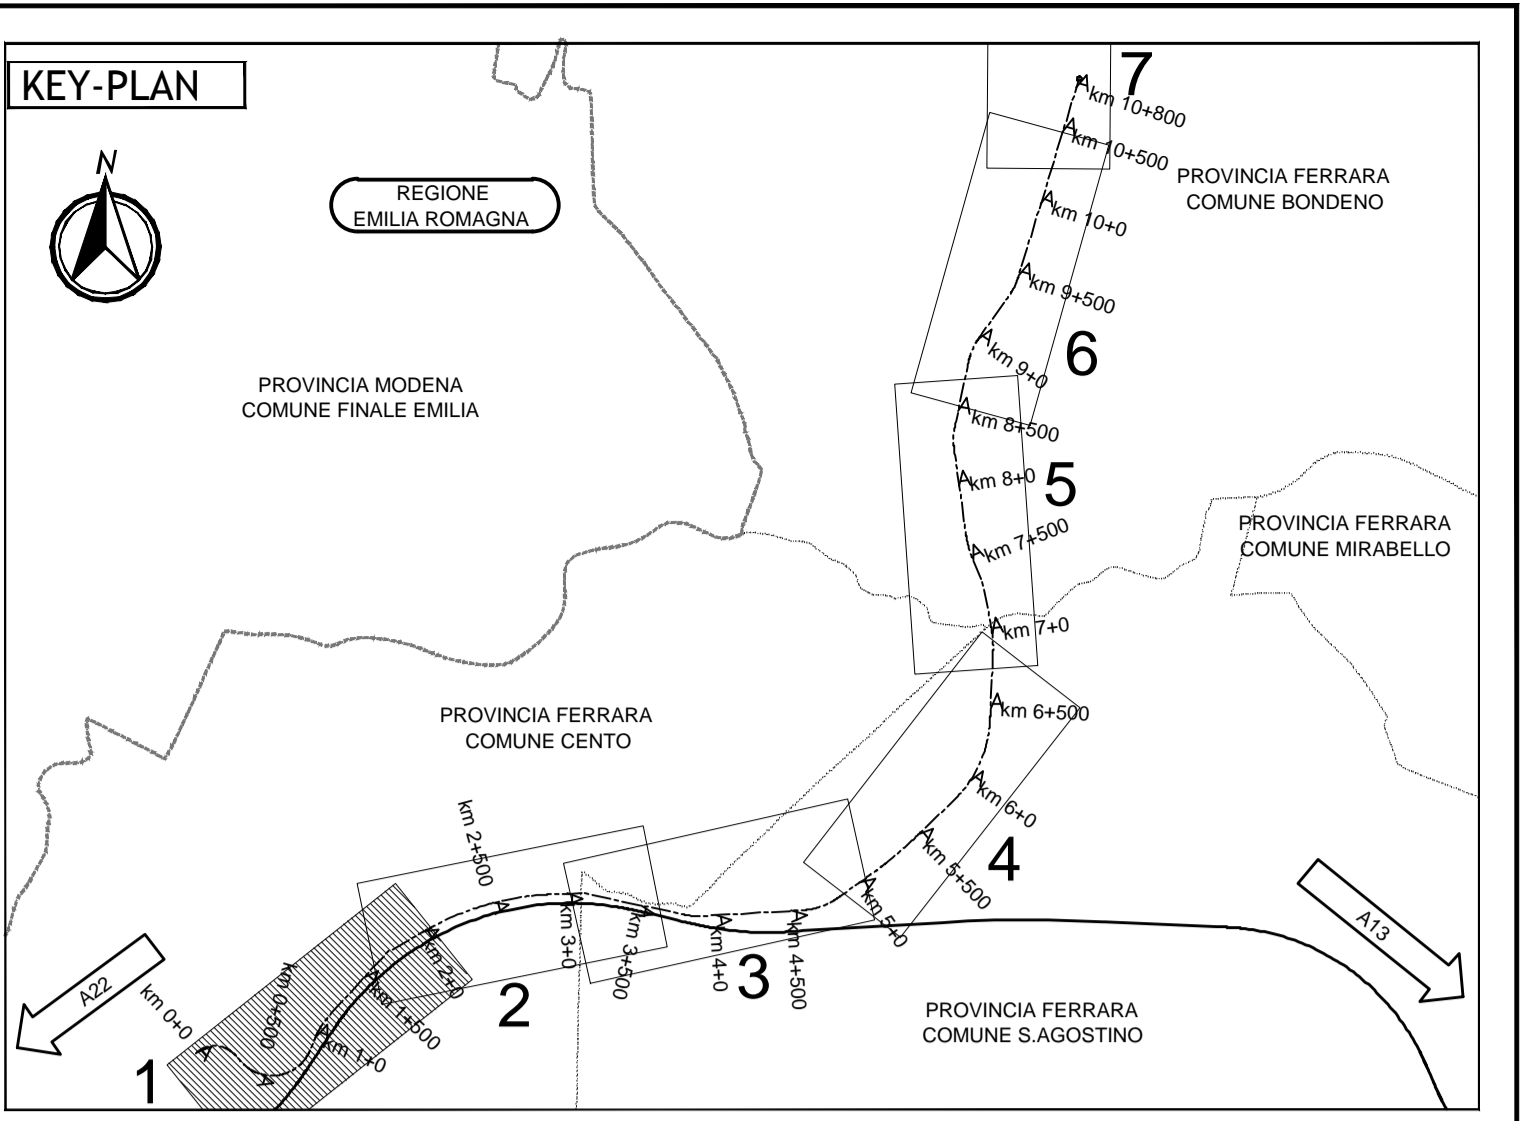 KEY-PLAN
N
REGIONE
EMILIA ROMAGNA
7
km 10+800
km 10+500
PROVINCIA FERRARA
COMUNE BONDENO
km 10+0
km 9+500
6
km 9+0
PROVINCIA MODENA
COMUNE FINALE EMILIA
km 8+500
5
km 8+0
km 7+500
PROVINCIA FERRARA
COMUNE MIRABELLO
km 7+0
km 6+500
PROVINCIA FERRARA
COMUNE CENTO
km 6+0
4
km 5+500
km 5+0
km 2+500
km 3+0
km 3+500
km 4+0
km 4+500
3
2
km 2+0
km 1+500
km 1+0
km 0+500
km 0+0
1
A22
A13
PROVINCIA FERRARA
COMUNE S.AGOSTINO